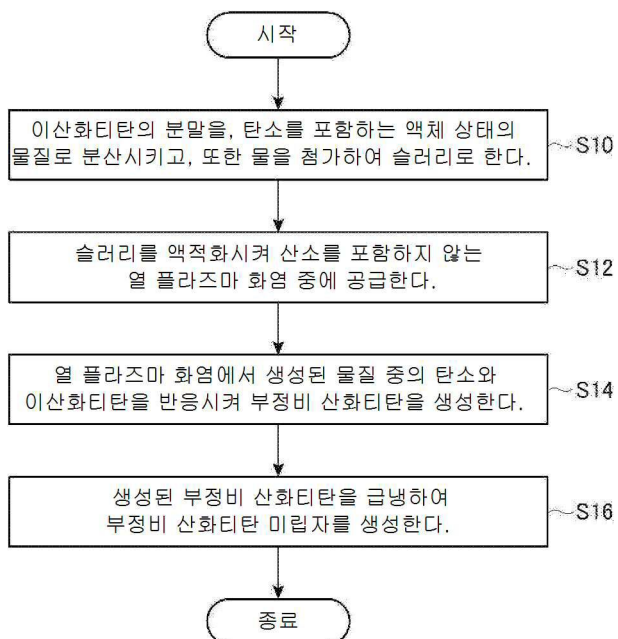 시작
이산화티탄의 분말을, 탄소를 포함하는 액체 상태의
물질로 분산시키고, 또한 물을 첨가하여 슬러리로 한다.
S10
슬러리를 액적화시켜 산소를 포함하지 않는
열 플라즈마 화염 중에 공급한다.
S12
열 플라즈마 화염에서 생성된 물질 중의 탄소와
이산화티탄을 반응시켜 부정비 산화티탄을 생성한다.
S14
생성된 부정비 산화티탄을 급냉하여
부정비 산화티탄 미립자를 생성한다.
S16
종료